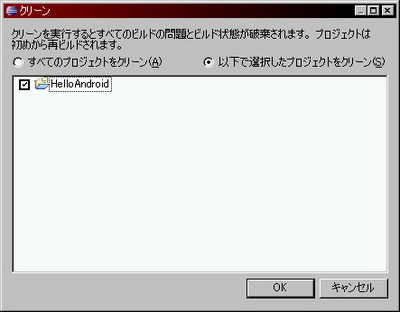 クリーン
クリーンを実行するとすべてのビルドの問題とビルド状態が破棄されます。プロジェクトは
初めから再ビルドされます。
すべてのプロジェクトをクリーン(A) 以下で選択したプロジェクトをクリーン(S)
HelloAndroid
OK キャンセル